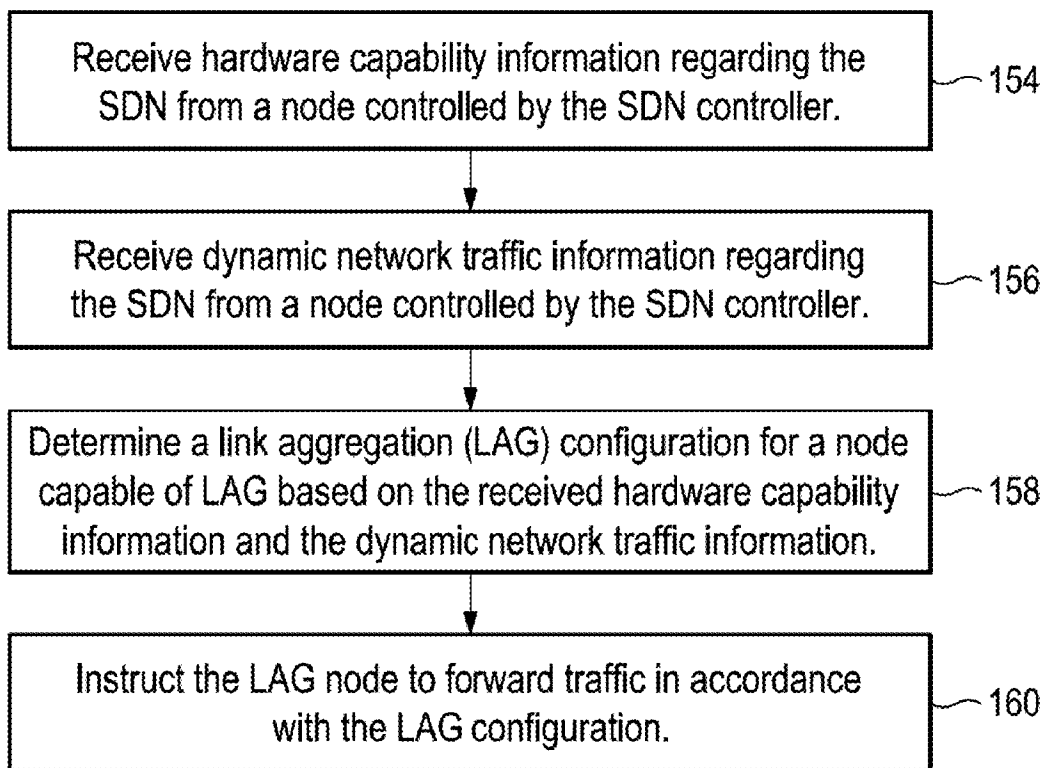 Receive hardware capability information regarding the
SDN from a node controlled by the SDN controller.
154
Receive dynamic network traffic information regarding
the SDN from a node controlled by the SDN controller.
156
Determine a link aggregation (LAG) configuration for a node
capable of LAG based on the received hardware capability
information and the dynamic network traffic information.
158
Instruct the LAG node to forward traffic in accordance
with the LAG configuration.
160